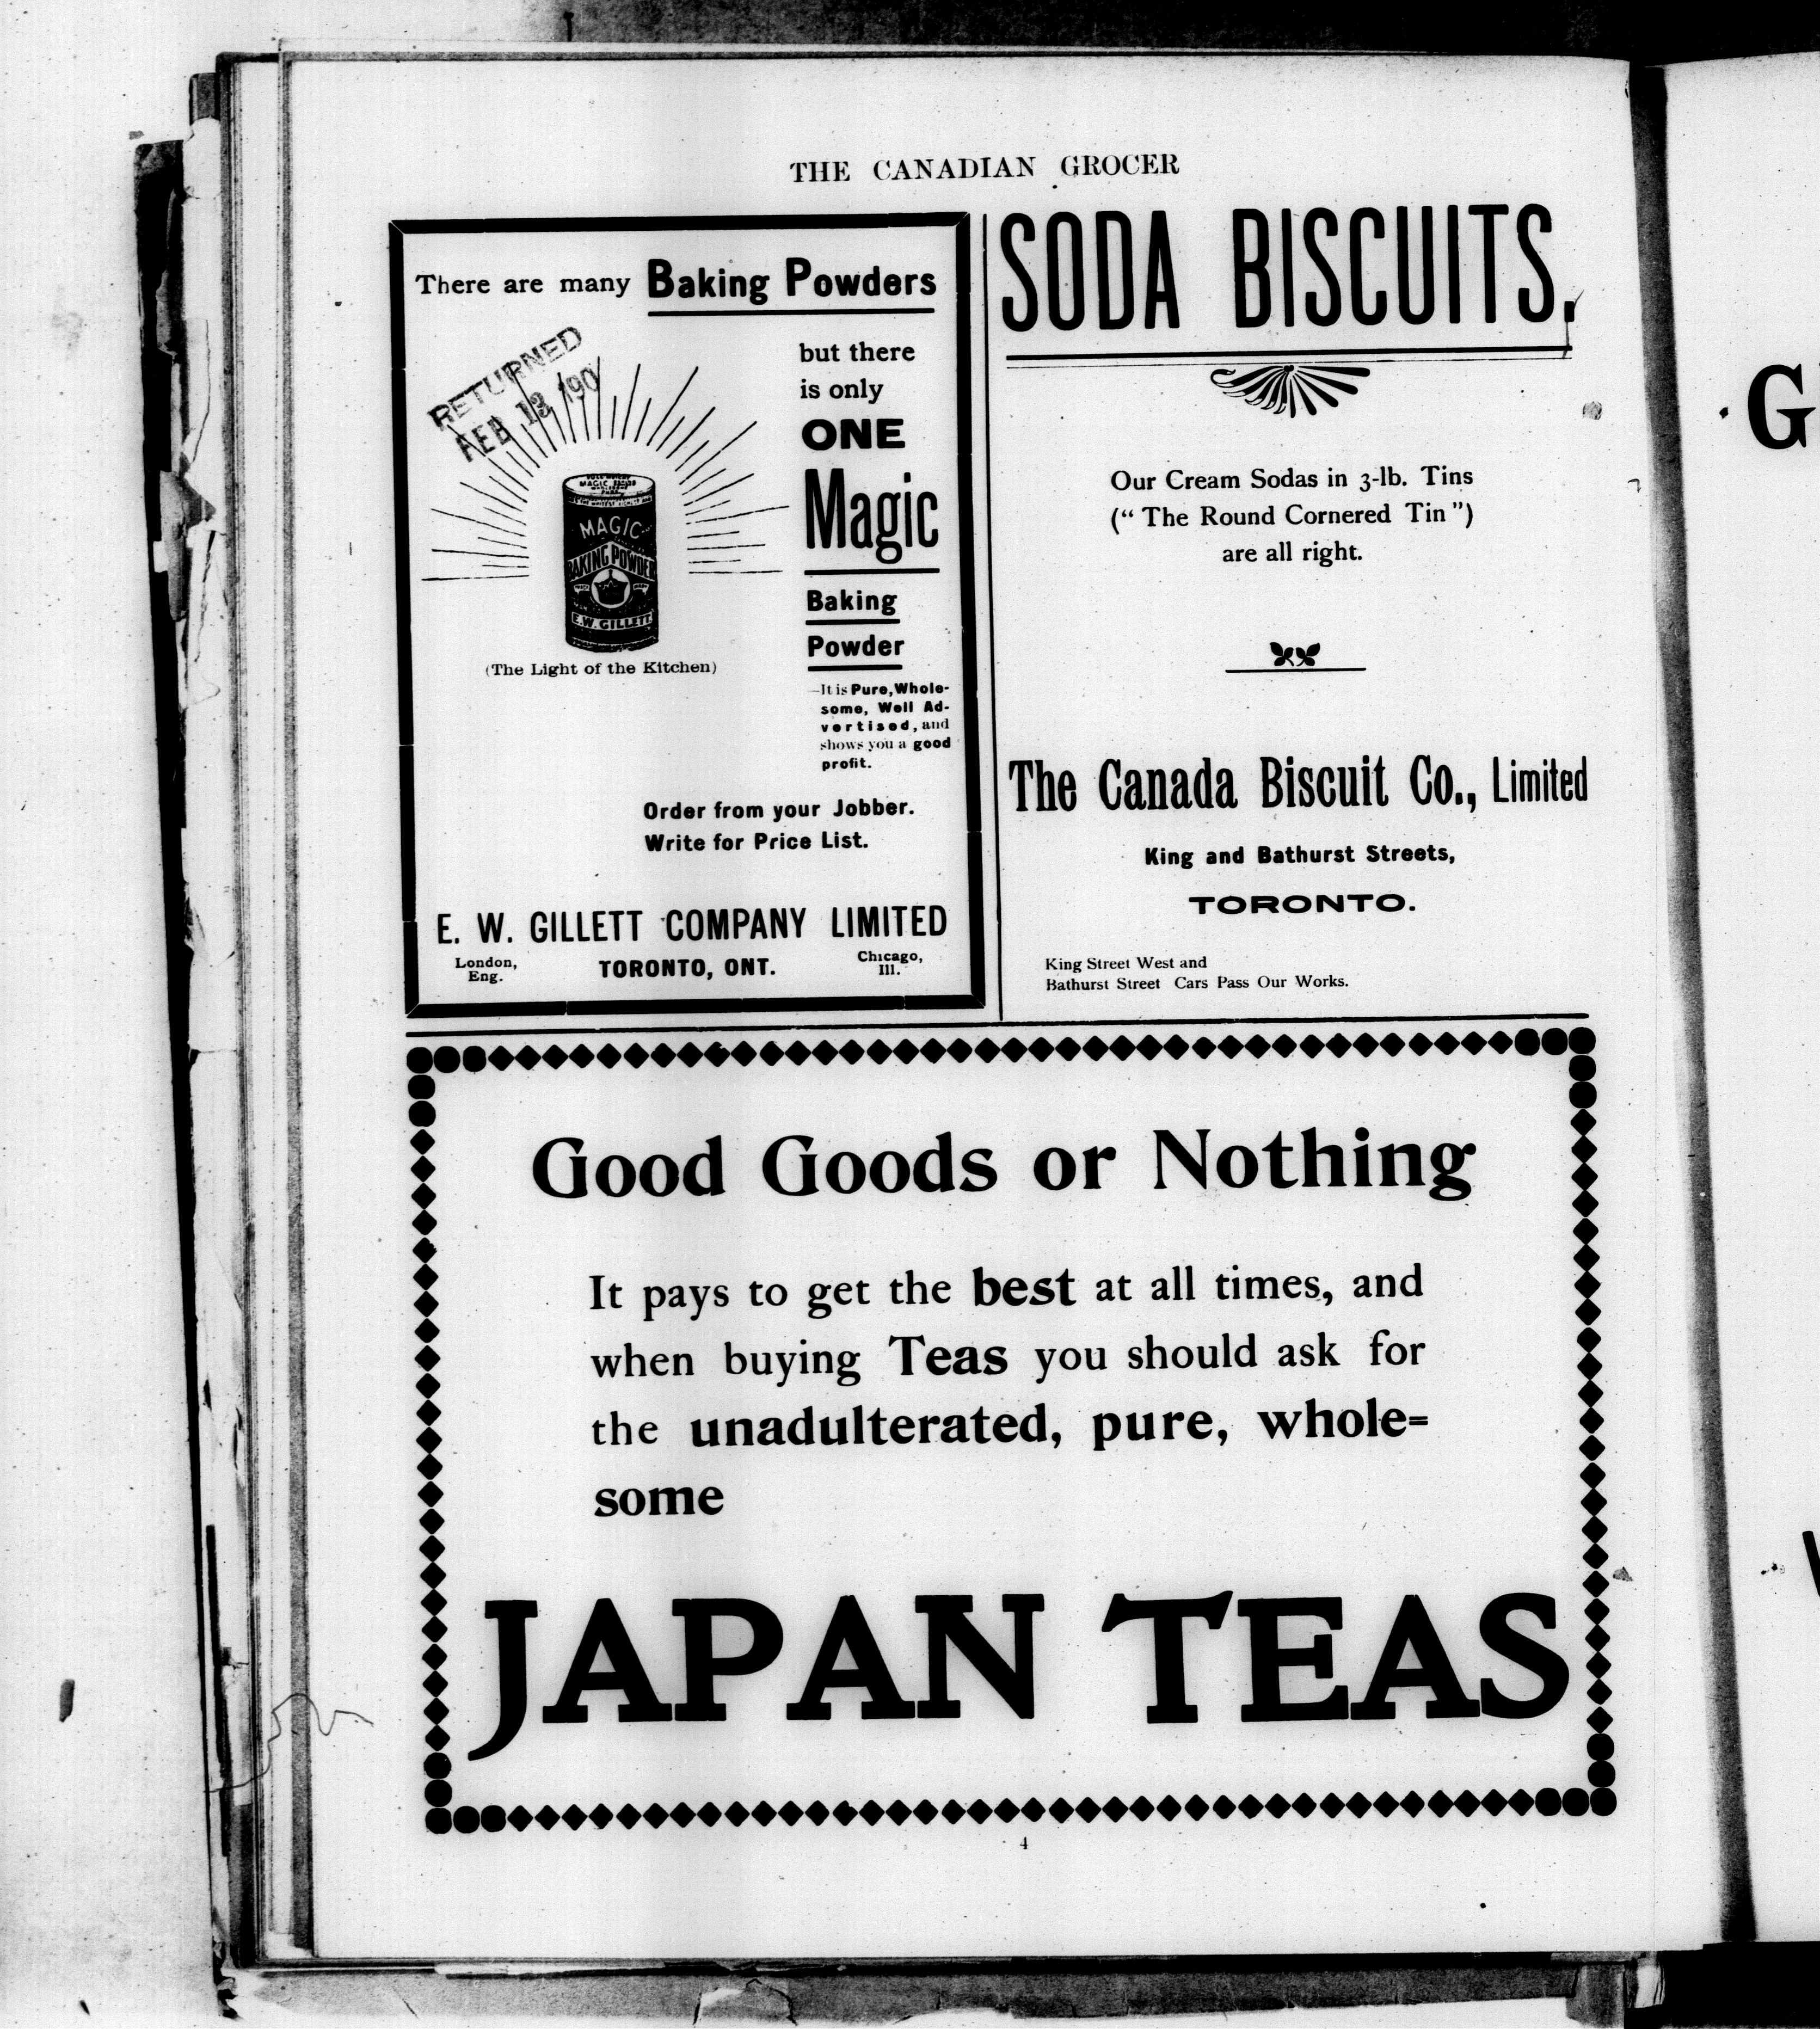 THE CANADIAN GROCER
There are many Baking Powders
RETURNED
FEB 13 190
but there
is only
ONE
Magic
Baking
Powder
MAGIC
BAKING POWDER
E.W. GILLETT
(The Light of the Kitchen)
—It is Pure, Whole-
some, Well Ad-
vertised, and
shows you a good
profit.
Order from your Jobber.
Write for Price List.
E. W. GILLETT COMPANY LIMITED
London, Eng.
TORONTO, ONT.
Chicago, Ill.
SODA BISCUITS.
Our Cream Sodas in 3-lb. Tins
(“ The Round Cornered Tin ”)
are all right.
The Canada Biscuit Co., Limited
King and Bathurst Streets,
TORONTO.
King Street West and
Bathurst Street Cars Pass Our Works.
Good Goods or Nothing
It pays to get the best at all times, and
when buying Teas you should ask for
the unadulterated, pure, whole=
some
JAPAN TEAS
4
G